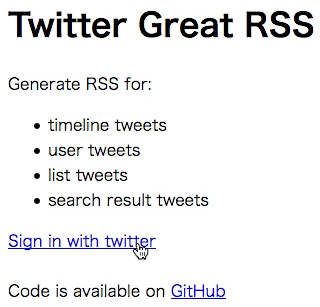 Twitter Great RSS
Generate RSS for:
• timeline tweets
• user tweets
• list tweets
• search result tweets
Sign in with twitter
Code is available on GitHub